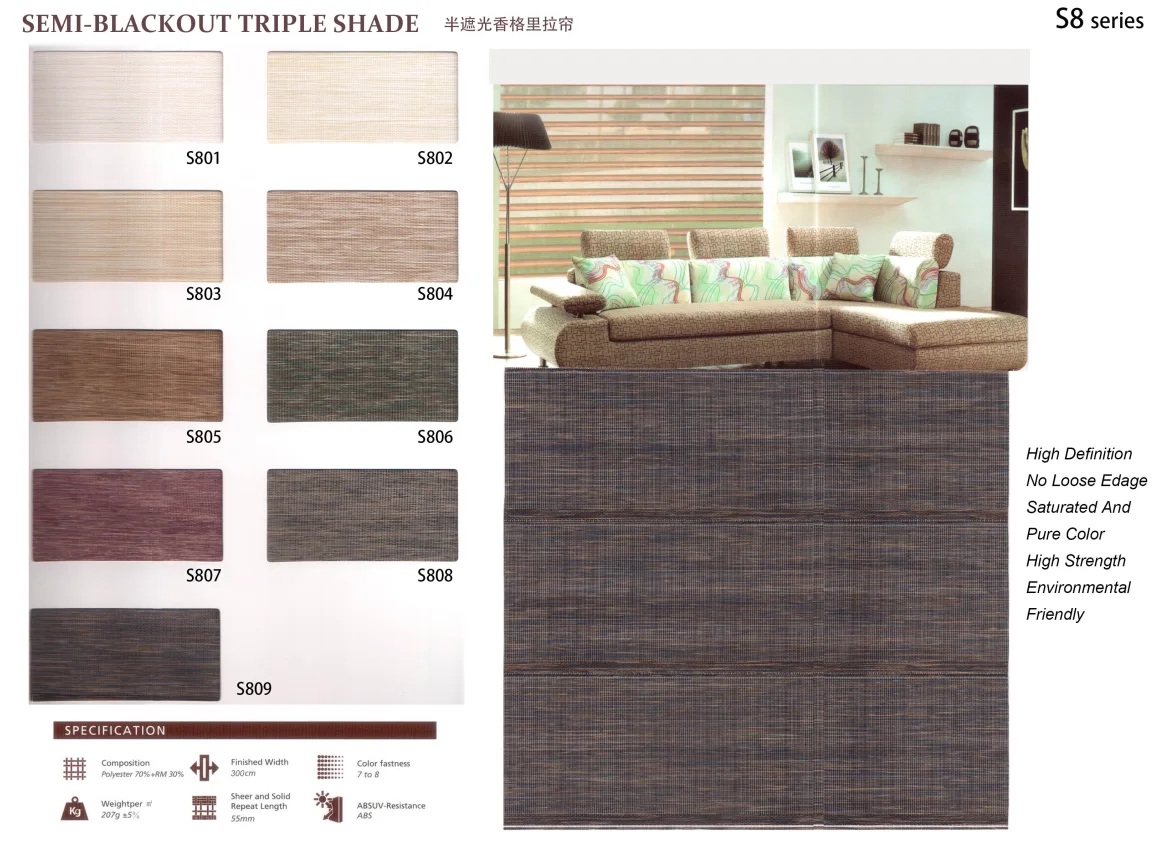 SEMI-BLACKOUT TRIPLE SHADE 半遮光香格里拉帘
S8 series
S801
S802
S803
S804
S805
S806
S807
S808
S809
High Definition
No Loose Edage
Saturated And
Pure Color
High Strength
Environmental
Friendly
SPECIFICATION
Composition
Polyester 70%+RM 30%
Finished Width
300cm
Color fastness
7 to 8
Kg
Weightper ㎡
207g ±5%
Sheer and Solid
Repeat Length
55mm
ABSUV-Resistance
ABS